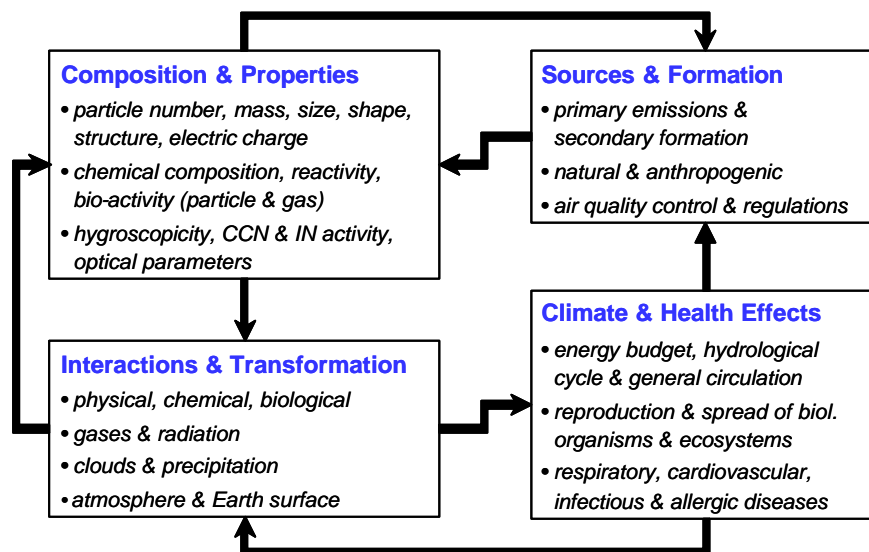 Composition & Properties
• particle number, mass, size, shape,
structure, electric charge
• chemical composition, reactivity,
bio-activity (particle & gas)
• hygroscopicity, CCN & IN activity,
optical parameters
Sources & Formation
• primary emissions &
secondary formation
• natural & anthropogenic
• air quality control & regulations
Interactions & Transformation
• physical, chemical, biological
• gases & radiation
• clouds & precipitation
• atmosphere & Earth surface
Climate & Health Effects
• energy budget, hydrological
cycle & general circulation
• reproduction & spread of biol.
organisms & ecosystems
• respiratory, cardiovascular,
infectious & allergic diseases